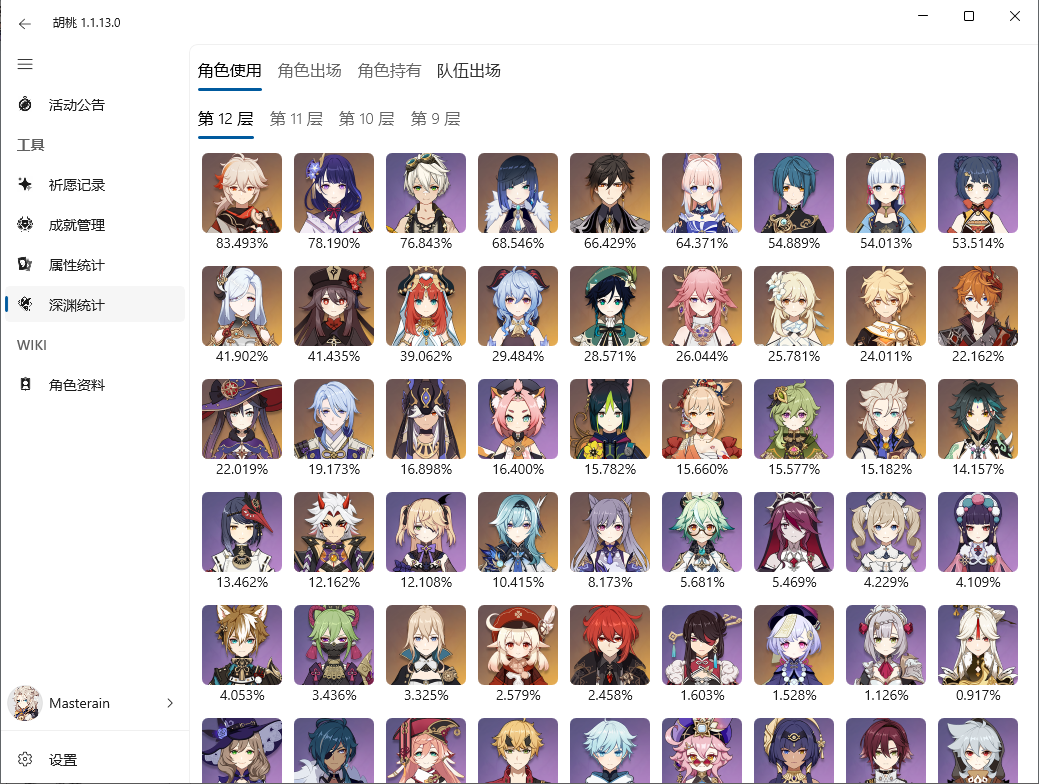 胡桃 1.1.13.0
活动公告
工具
祈愿记录
成就管理
属性统计
深渊统计
WIKI
角色资料
Masterain
设置
角色使用 角色出场 角色持有 队伍出场
第 12 层 第 11 层 第 10 层 第 9 层
83.493% 78.190% 76.843% 68.546% 66.429% 64.371% 54.889% 54.013% 53.514%
41.902% 41.435% 39.062% 29.484% 28.571% 26.044% 25.781% 24.011% 22.162%
22.019% 19.173% 16.898% 16.400% 15.782% 15.660% 15.577% 15.182% 14.157%
13.462% 12.162% 12.108% 10.415% 8.173% 5.681% 5.469% 4.229% 4.109%
4.053% 3.436% 3.325% 2.579% 2.458% 1.603% 1.528% 1.126% 0.917%